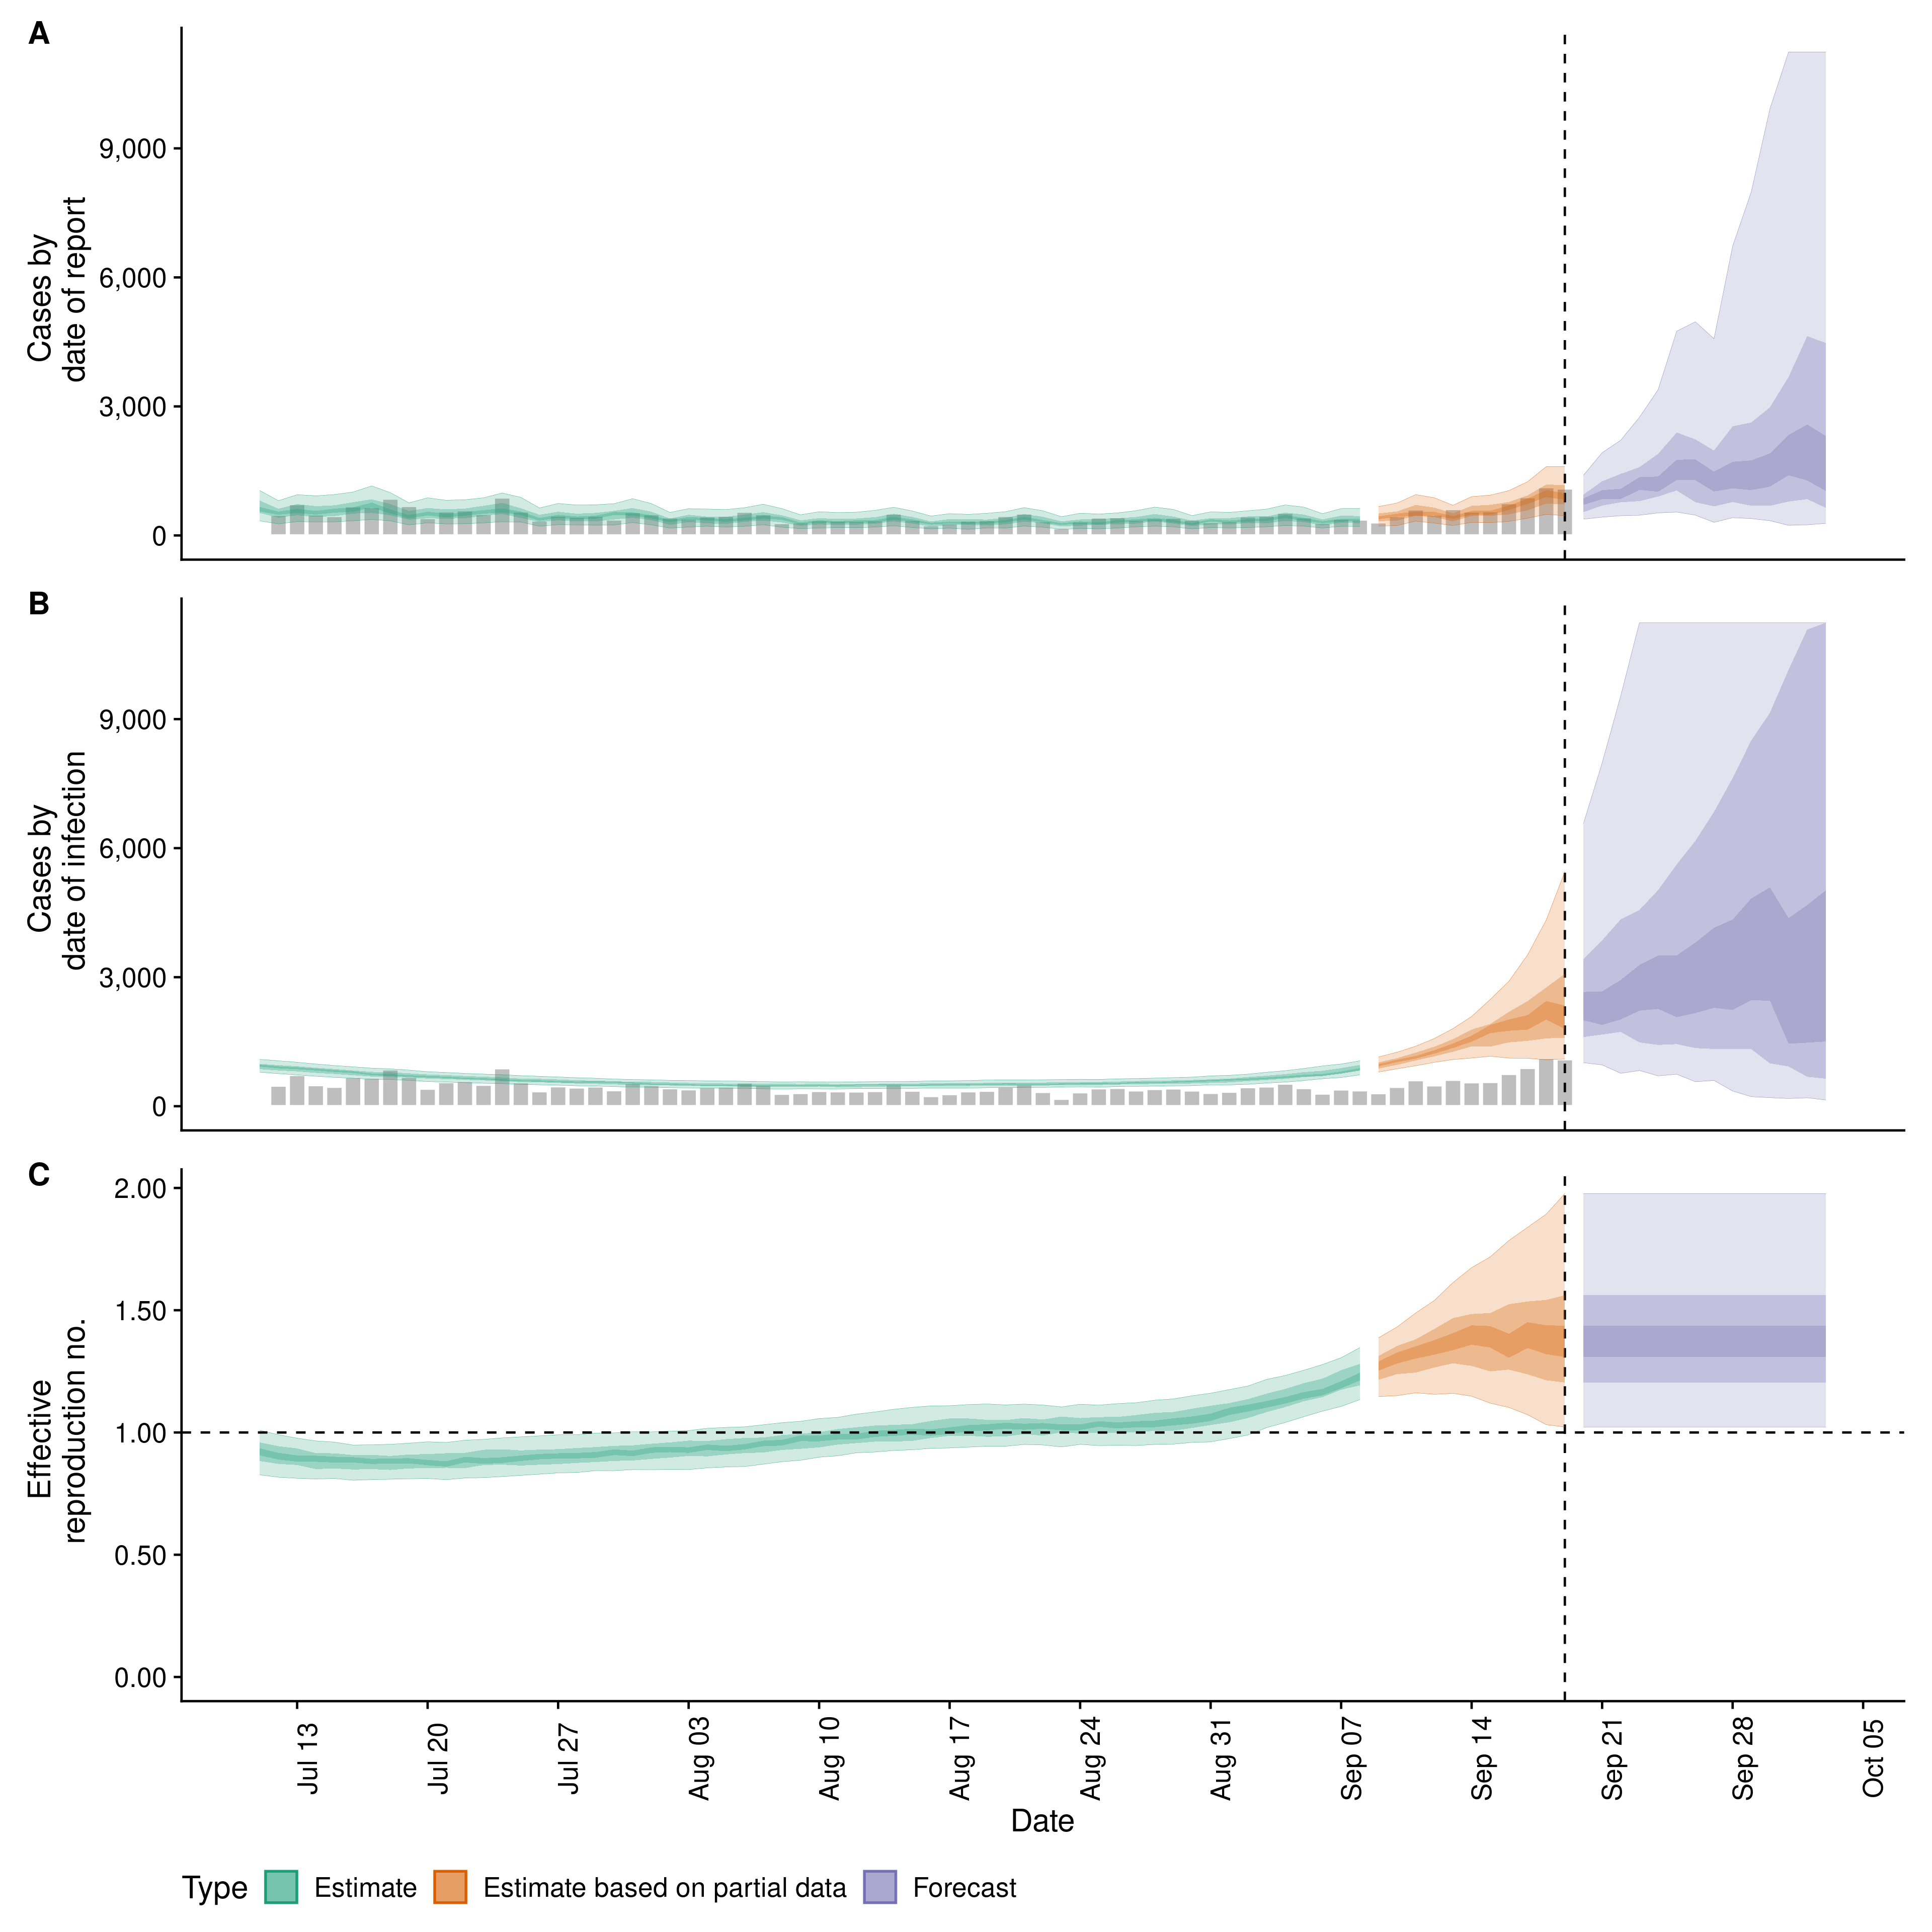 A
Cases by
date of report
9,000
6,000
3,000
0
B
Cases by
date of infection
9,000
6,000
3,000
0
C
Effective
reproduction no.
2.00
1.50
1.00
0.50
0.00
Jul 13
Jul 20
Jul 27
Aug 03
Aug 10
Aug 17
Aug 24
Aug 31
Sep 07
Sep 14
Sep 21
Sep 28
Oct 05
Date
Type Estimate Estimate based on partial data Forecast